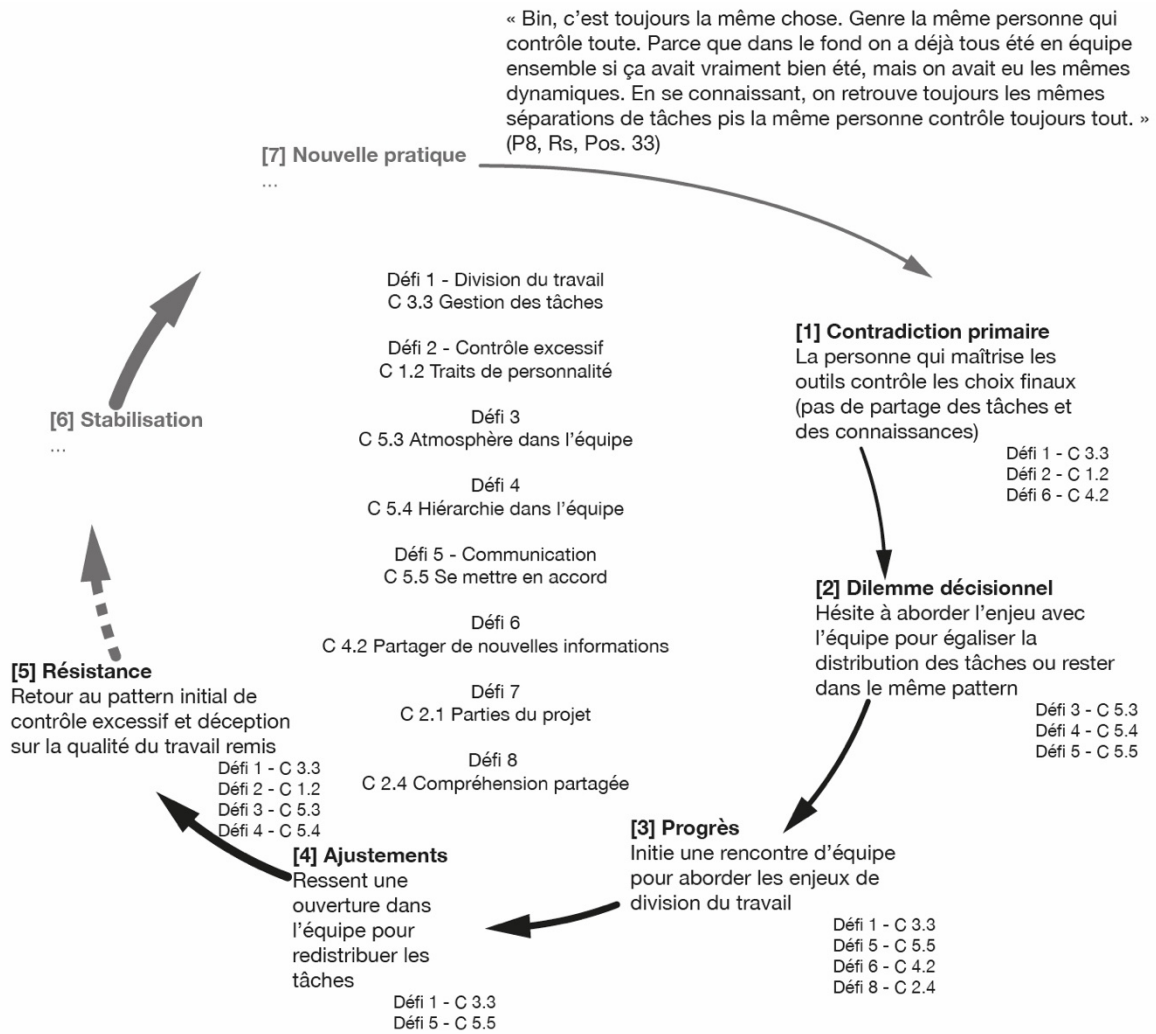 « Bin, c'est toujours la même chose. Genre la même personne qui
contrôle toute. Parce que dans le fond on a déjà tous été en équipe
ensemble si ça avait vraiment bien été, mais on avait eu les mêmes
dynamiques. En se connaissant, on retrouve toujours les mêmes
séparations de tâches pis la même personne contrôle toujours tout. »
(P8, Rs, Pos. 33)
[7] Nouvelle pratique
...
Défi 1 - Division du travail
C 3.3 Gestion des tâches
Défi 2 - Contrôle excessif
C 1.2 Traits de personnalité
Défi 3
C 5.3 Atmosphère dans l'équipe
Défi 4
C 5.4 Hiérarchie dans l'équipe
Défi 5 - Communication
C 5.5 Se mettre en accord
Défi 6
C 4.2 Partager de nouvelles informations
Défi 7
C 2.1 Parties du projet
Défi 8
C 2.4 Compréhension partagée
[1] Contradiction primaire
La personne qui maîtrise les
outils contrôle les choix finaux
(pas de partage des tâches et
des connaissances)
Défi 1 - C 3.3
Défi 2 - C 1.2
Défi 6 - C 4.2
[2] Dilemme décisionnel
Hésite à aborder l'enjeu avec
l'équipe pour égaliser la
distribution des tâches ou rester
dans le même pattern
Défi 3 - C 5.3
Défi 4 - C 5.4
Défi 5 - C 5.5
[3] Progrès
Initie une rencontre d'équipe
pour aborder les enjeux de
division du travail
Défi 1 - C 3.3
Défi 5 - C 5.5
Défi 6 - C 4.2
Défi 8 - C 2.4
[4] Ajustements
Ressent une
ouverture dans
l'équipe pour
redistribuer les
tâches
Défi 1 - C 3.3
Défi 5 - C 5.5
[5] Résistance
Retour au pattern initial de
contrôle excessif et déception
sur la qualité du travail remis
Défi 1 - C 3.3
Défi 2 - C 1.2
Défi 3 - C 5.3
Défi 4 - C 5.4
[6] Stabilisation
...